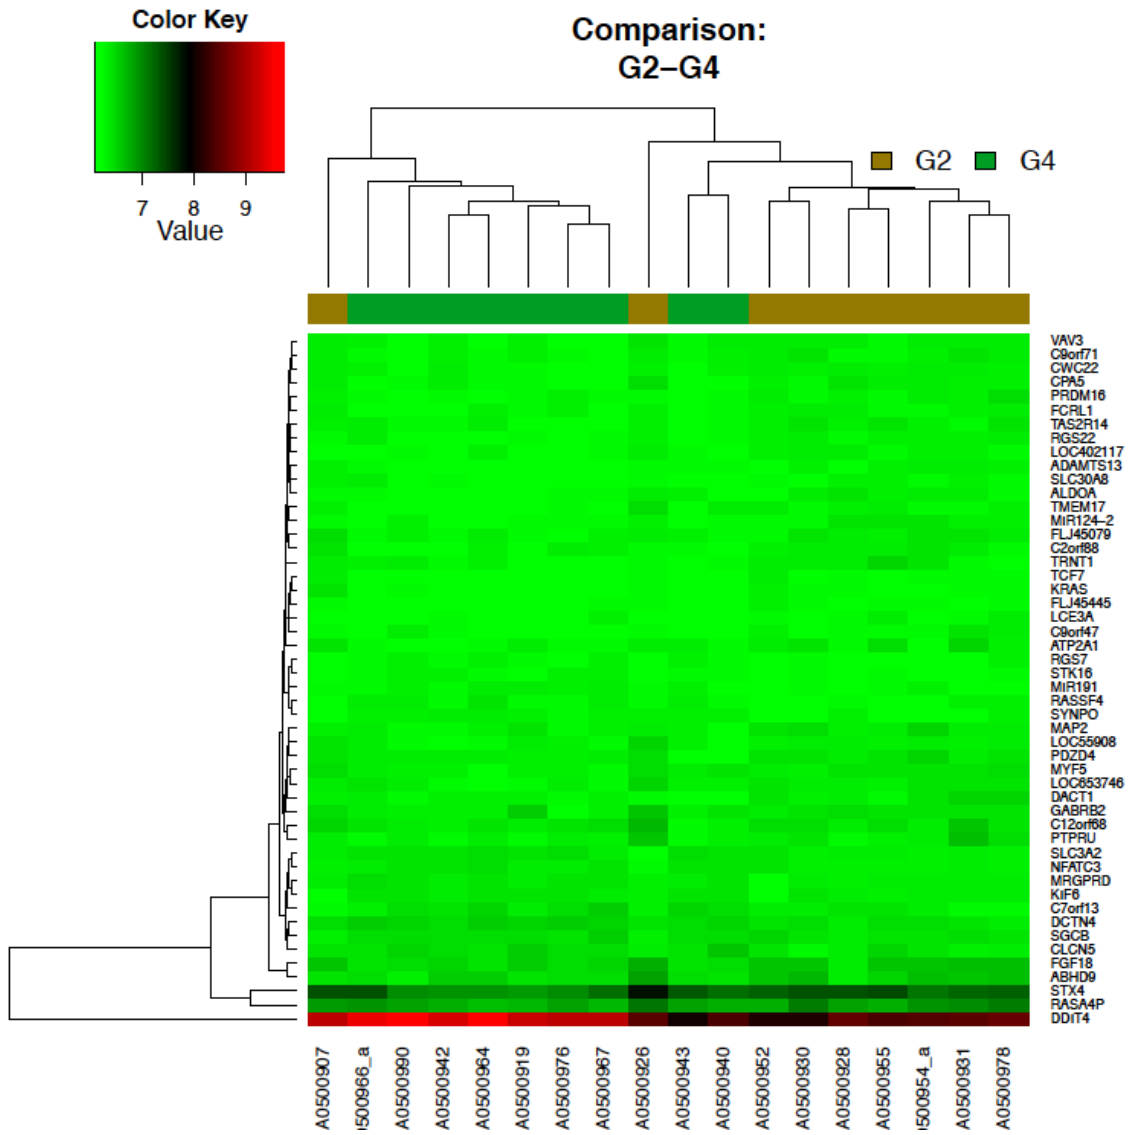 Color Key
Comparison:
G2–G4
G2 G4
7 8 9
Value
VAV3
C9orf71
CWC22
CPA5
PRDM16
FCRL1
TAS2R14
RGS22
LOC402117
ADAMTS13
SLC30A8
ALDOA
TMEM17
MIR124–2
FLJ45079
C2orf88
TRNT1
TCF7
KRAS
FLJ45445
LCE3A
C9orf47
ATP2A1
RGS7
STK16
MIR191
RASSF4
SYNPO
MAP2
LOC55908
PDZD4
MYF5
LOC653746
DACT1
GABRB2
C12orf68
PTPRU
SLC3A2
NFATC3
MRGPRD
KIF6
C7orf13
DCTN4
SGCB
CLCN5
FGF18
ABHD9
STX4
RASA4P
DDIT4
A0500907
0500966_a
A0500990
A0500942
A0500964
A0500919
A0500976
A0500967
A0500926
A0500943
A0500940
A0500952
A0500930
A0500928
A0500955
0500954_a
A0500931
A0500978